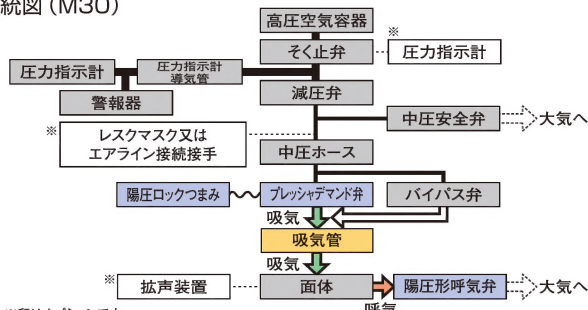 統図（M30）
高圧空気容器
※
そく止弁
圧力指示計
圧力指示計
圧力指示計
導気管
減圧弁
警報器
中圧安全弁
大気へ
※
レスクマスク又は
エアライン接続接手
中圧ホース
陽圧ロックつまみ
プレッシャデマンド弁
バイパス弁
吸気
吸気管
吸気
※
拡声装置
面体
陽圧形呼気弁
大気へ
呼気